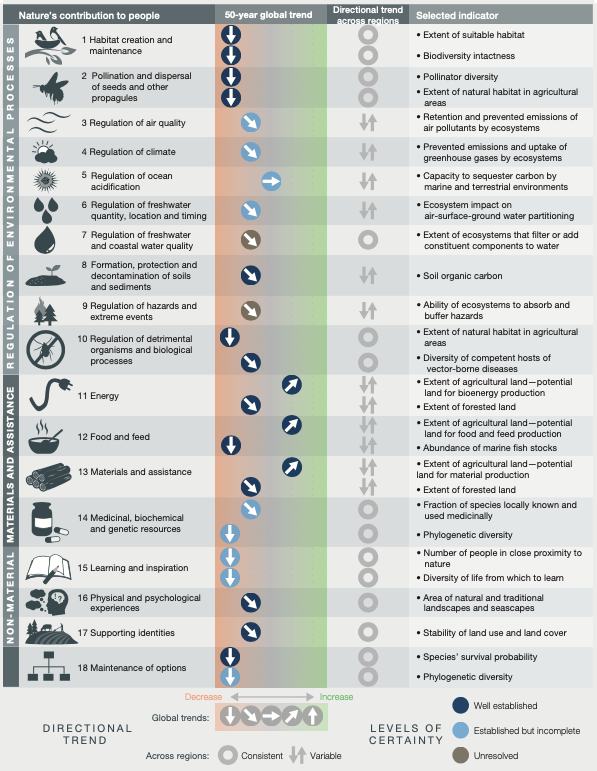 Nature's contribution to people
50-year global trend
Directional trend
across regions
Selected indicator
REGULATION OF ENVIRONMENTAL PROCESSES
1 Habitat creation and
maintenance
• Extent of suitable habitat
• Biodiversity intactness
2 Pollination and dispersal
of seeds and other
propagules
• Pollinator diversity
• Extent of natural habitat in agricultural
areas
3 Regulation of air quality
• Retention and prevented emissions of
air pollutants by ecosystems
4 Regulation of climate
• Prevented emissions and uptake of
greenhouse gases by ecosystems
5 Regulation of ocean
acidification
• Capacity to sequester carbon by
marine and terrestrial environments
6 Regulation of freshwater
quantity, location and timing
• Ecosystem impact on
air-surface-ground water partitioning
7 Regulation of freshwater
and coastal water quality
• Extent of ecosystems that filter or add
constituent components to water
8 Formation, protection and
decontamination of soils
and sediments
• Soil organic carbon
9 Regulation of hazards and
extreme events
• Ability of ecosystems to absorb and
buffer hazards
10 Regulation of detrimental
organisms and biological
processes
• Extent of natural habitat in agricultural
areas
• Diversity of competent hosts of
vector-borne diseases
MATERIALS AND ASSISTANCE
11 Energy
• Extent of agricultural land—potential
land for bioenergy production
• Extent of forested land
12 Food and feed
• Extent of agricultural land—potential
land for food and feed production
• Abundance of marine fish stocks
13 Materials and assistance
• Extent of agricultural land—potential
land for material production
• Extent of forested land
14 Medicinal, biochemical
and genetic resources
• Fraction of species locally known and
used medicinally
• Phylogenetic diversity
NON-MATERIAL
15 Learning and inspiration
• Number of people in close proximity to
nature
• Diversity of life from which to learn
16 Physical and psychological
experiences
• Area of natural and traditional
landscapes and seascapes
17 Supporting identities
• Stability of land use and land cover
18 Maintenance of options
• Species' survival probability
• Phylogenetic diversity
Decrease
Increase
DIRECTIONAL
TREND
Global trends:
Across regions:
Consistent
Variable
LEVELS OF
CERTAINTY
Well established
Established but incomplete
Unresolved